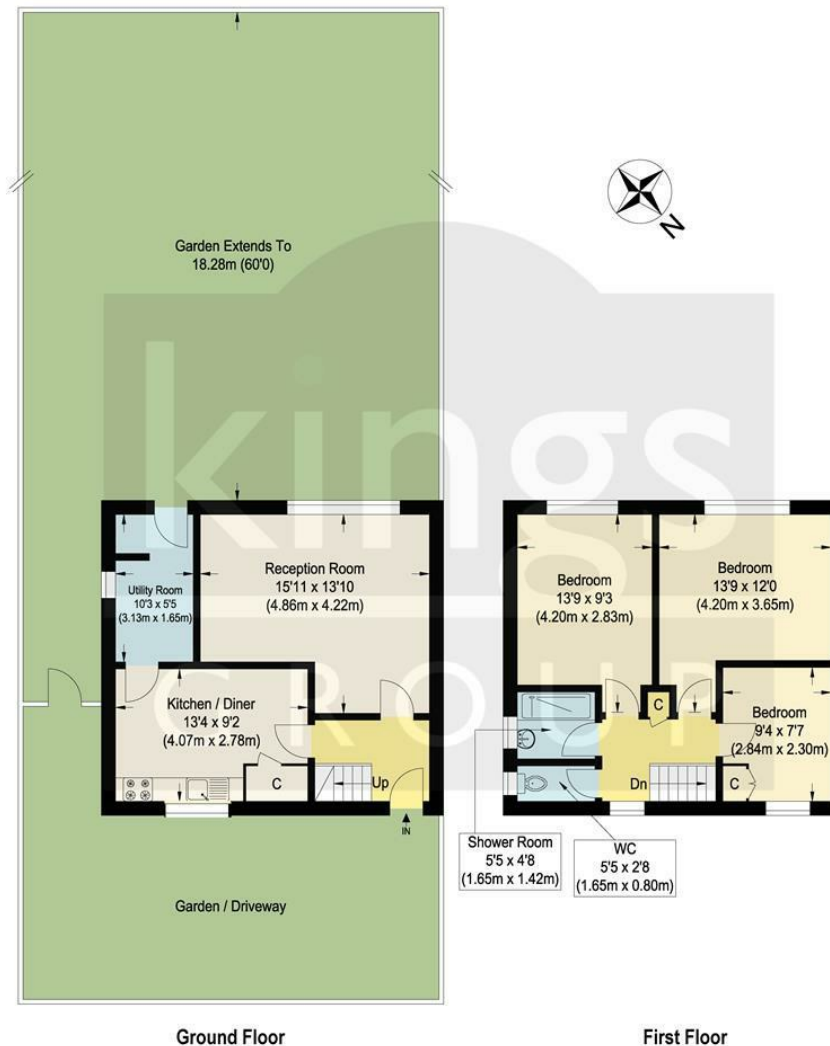 Garden Extends To
18.28m (60'0)
N
kings
GROUP
Reception Room
15'11 x 13'10
(4.86m x 4.22m)
Utility Room
10'3 x 5'5
(3.13m x 1.65m)
Kitchen / Diner
13'4 x 9'2
(4.07m x 2.78m)
C
Up
IN
Garden / Driveway
Ground Floor
Bedroom
13'9 x 9'3
(4.20m x 2.83m)
Bedroom
13'9 x 12'0
(4.20m x 3.65m)
C
Bedroom
9'4 x 7'7
(2.84m x 2.30m)
Dn
C
Shower Room
5'5 x 4'8
(1.65m x 1.42m)
WC
5'5 x 2'8
(1.65m x 0.80m)
First Floor